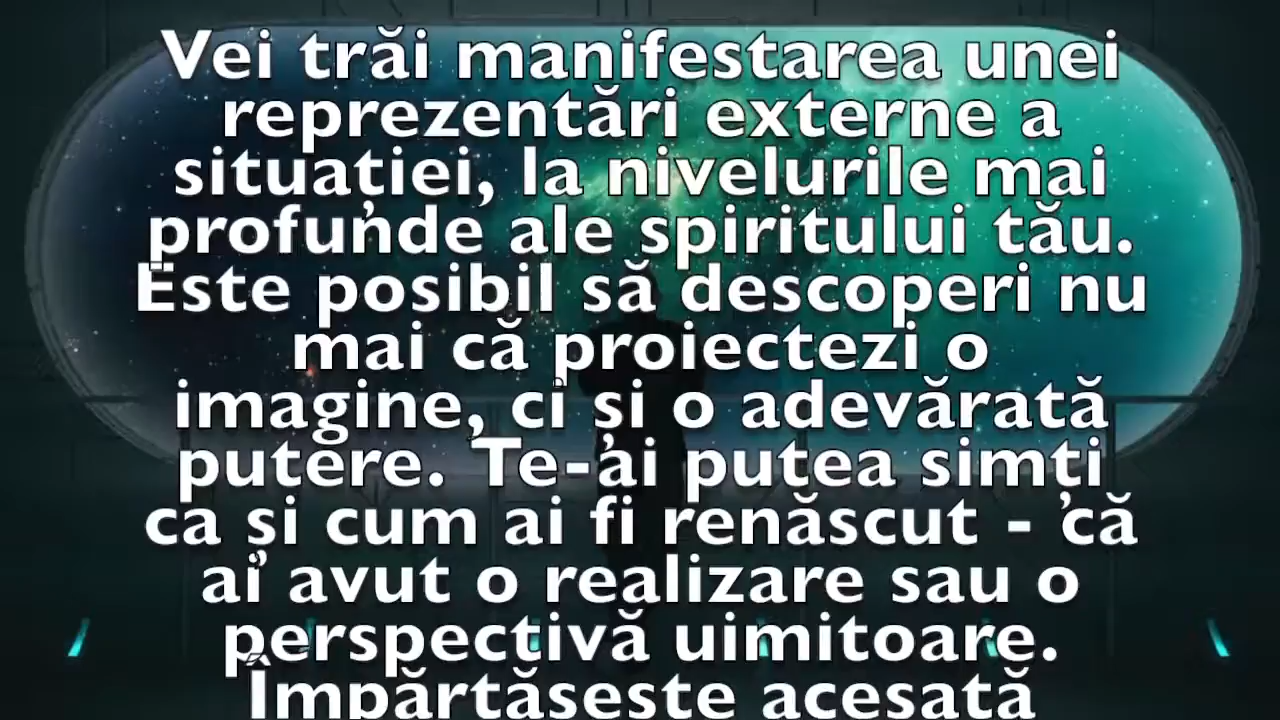 Vei trăi manifestarea unei
reprezentări externe a
situației, la nivelurile mai
profunde ale spiritului tău.
Este posibil să descoperi nu
mai că proiectezi o
imagine, ci și o adevărată
putere. Te-ai putea simți
ca și cum ai fi renăscut - că
ai avut o realizare sau o
perspectivă uimitoare.
Împărtășește acesată